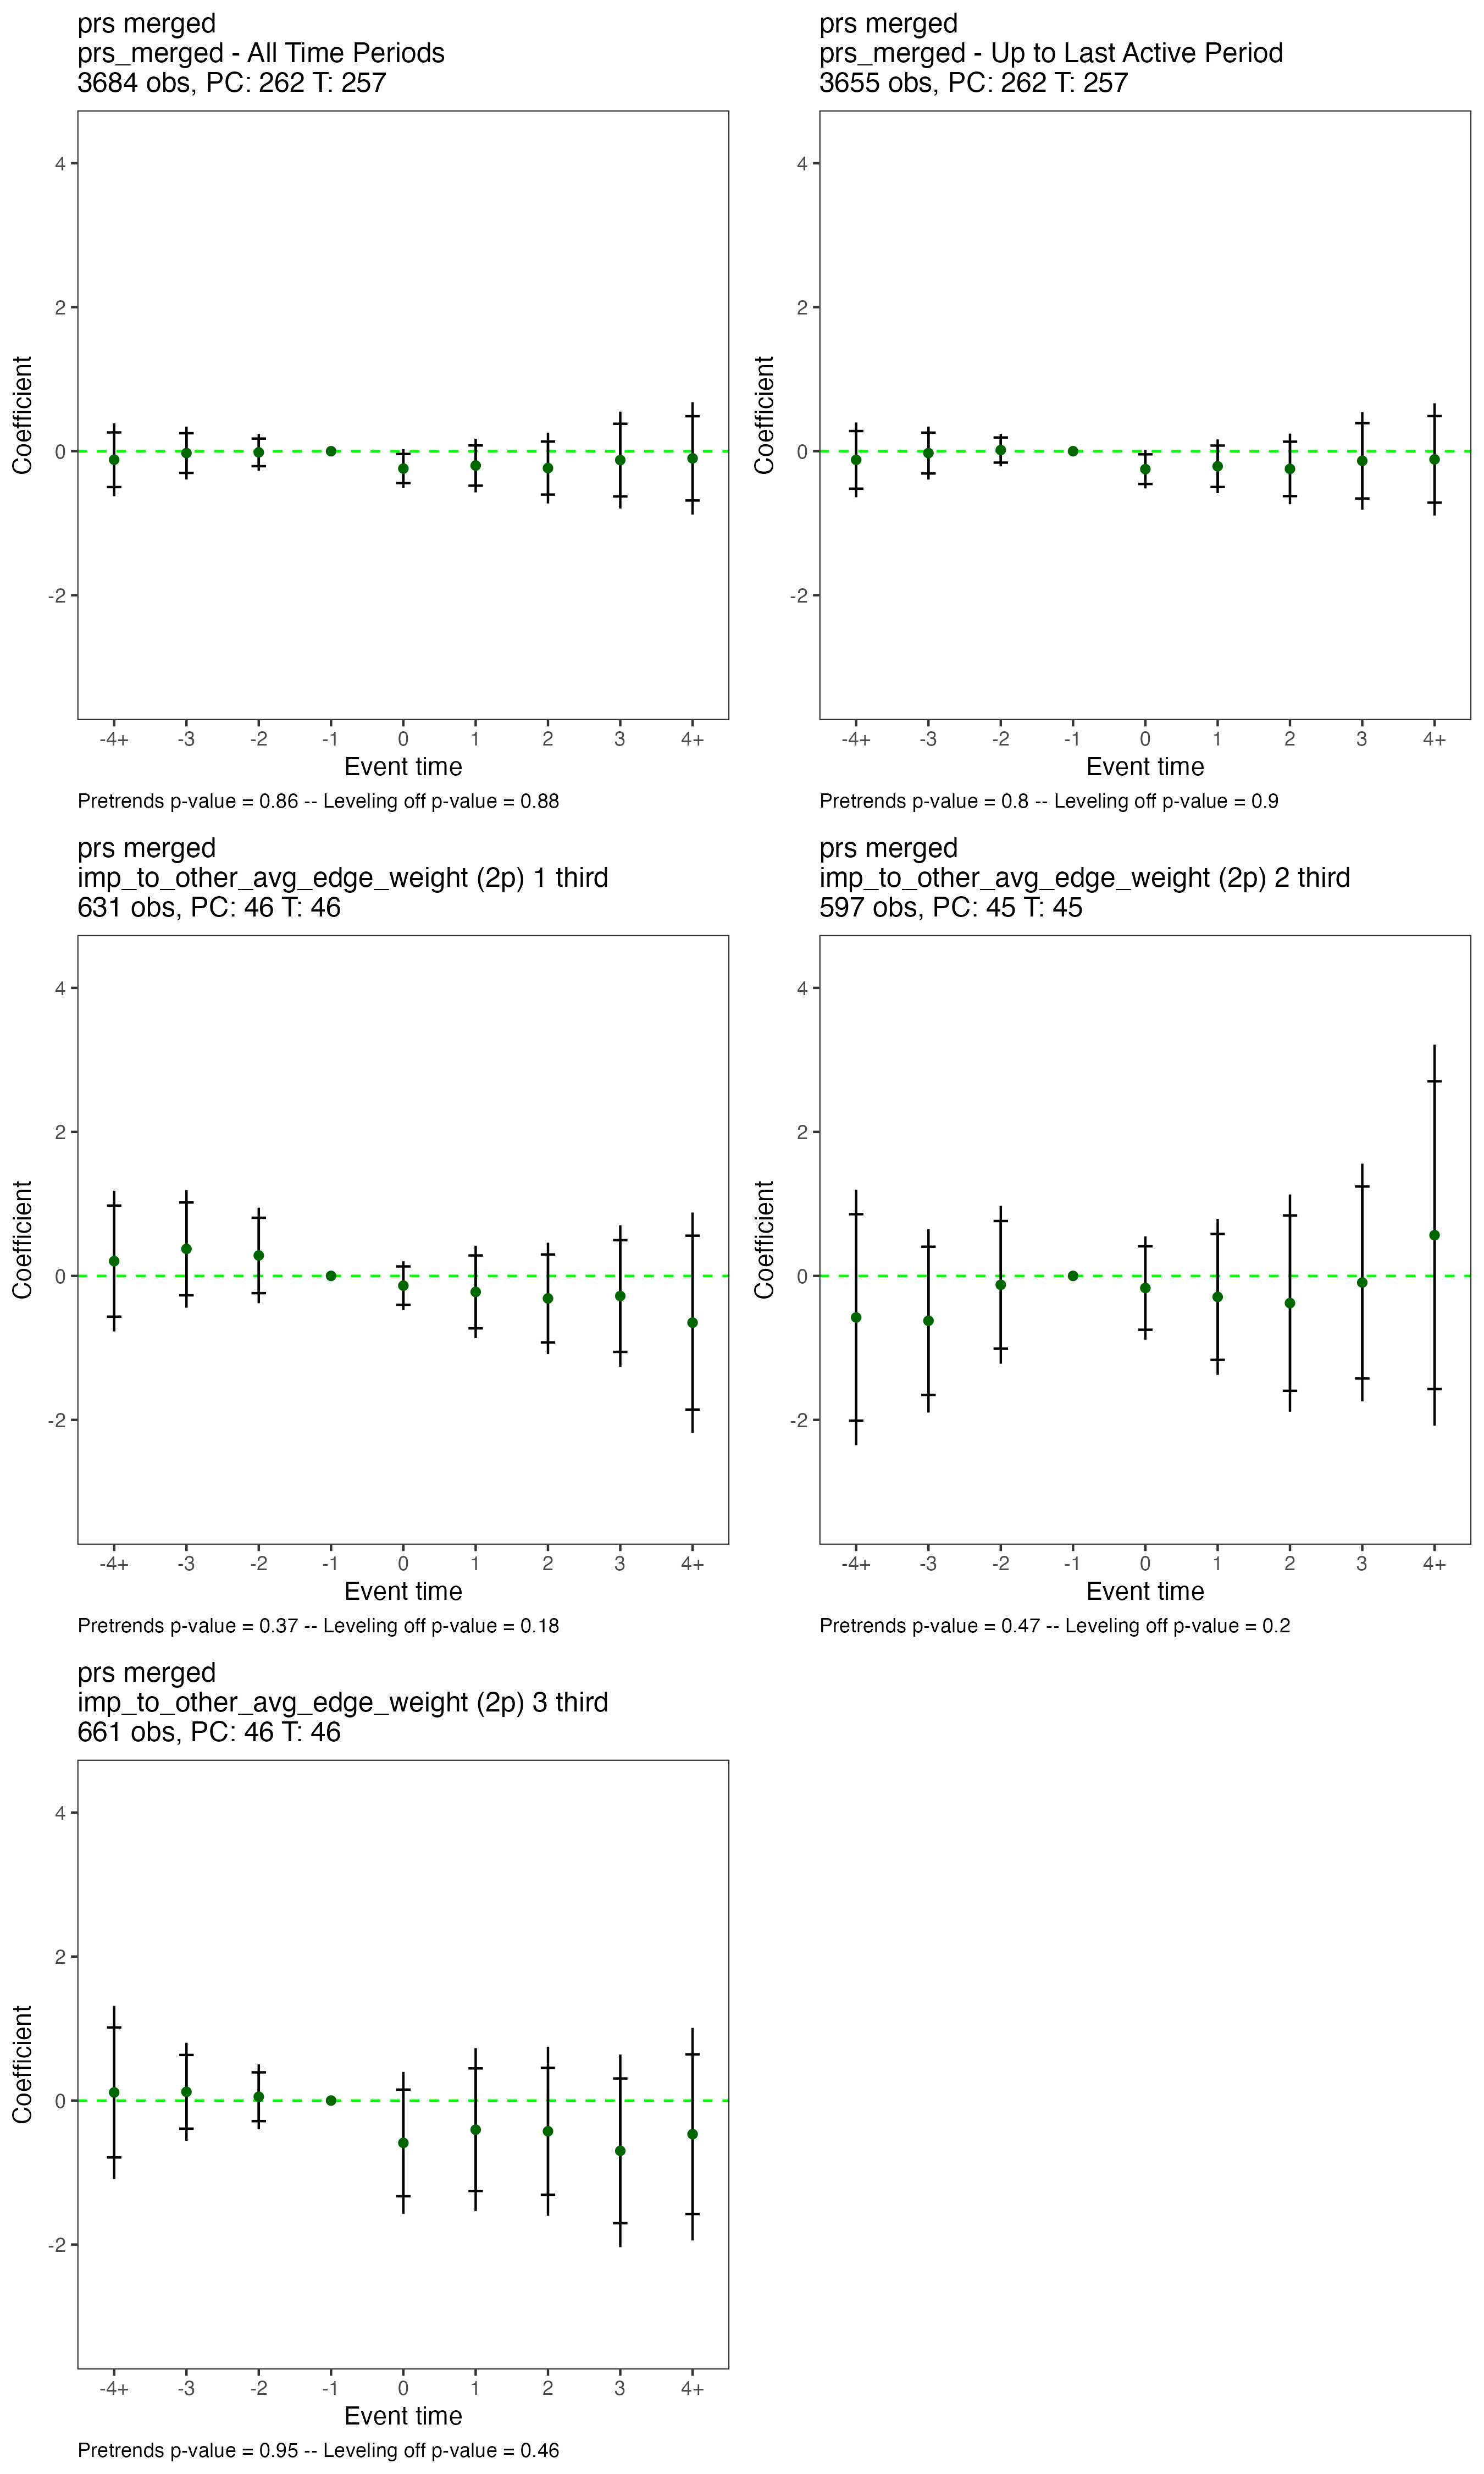 prs merged
prs_merged - All Time Periods
3684 obs, PC: 262 T: 257
4
2
0
-2
Coefficient
-4+ -3 -2 -1 0 1 2 3 4+
Event time
Pretrends p-value = 0.86 -- Leveling off p-value = 0.88
prs merged
prs_merged - Up to Last Active Period
3655 obs, PC: 262 T: 257
4
2
0
-2
Coefficient
-4+ -3 -2 -1 0 1 2 3 4+
Event time
Pretrends p-value = 0.8 -- Leveling off p-value = 0.9
prs merged
imp_to_other_avg_edge_weight (2p) 1 third
631 obs, PC: 46 T: 46
4
2
0
-2
Coefficient
-4+ -3 -2 -1 0 1 2 3 4+
Event time
Pretrends p-value = 0.37 -- Leveling off p-value = 0.18
prs merged
imp_to_other_avg_edge_weight (2p) 2 third
597 obs, PC: 45 T: 45
4
2
0
-2
Coefficient
-4+ -3 -2 -1 0 1 2 3 4+
Event time
Pretrends p-value = 0.47 -- Leveling off p-value = 0.2
prs merged
imp_to_other_avg_edge_weight (2p) 3 third
661 obs, PC: 46 T: 46
4
2
0
-2
Coefficient
-4+ -3 -2 -1 0 1 2 3 4+
Event time
Pretrends p-value = 0.95 -- Leveling off p-value = 0.46